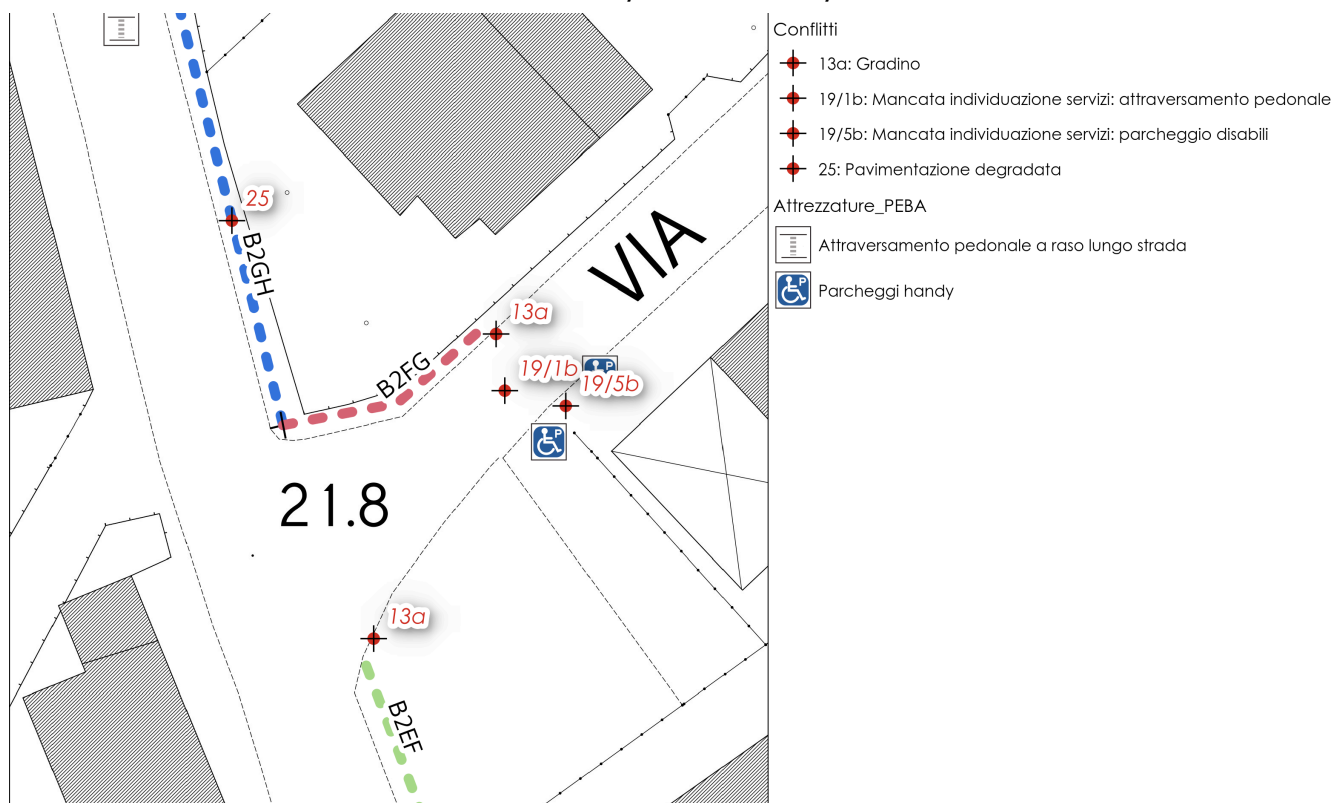 25
B2GH
VIA
13a
B2FG
19/1b
P
19/5b
P
21.8
13a
B2EF
Conflitti
13a: Gradino
19/1b: Mancata individuazione servizi: attraversamento pedonale
19/5b: Mancata individuazione servizi: parcheggio disabili
25: Pavimentazione degradata
Attrezzature_PEBA
Attraversamento pedonale a raso lungo strada
P
Parcheggi handy